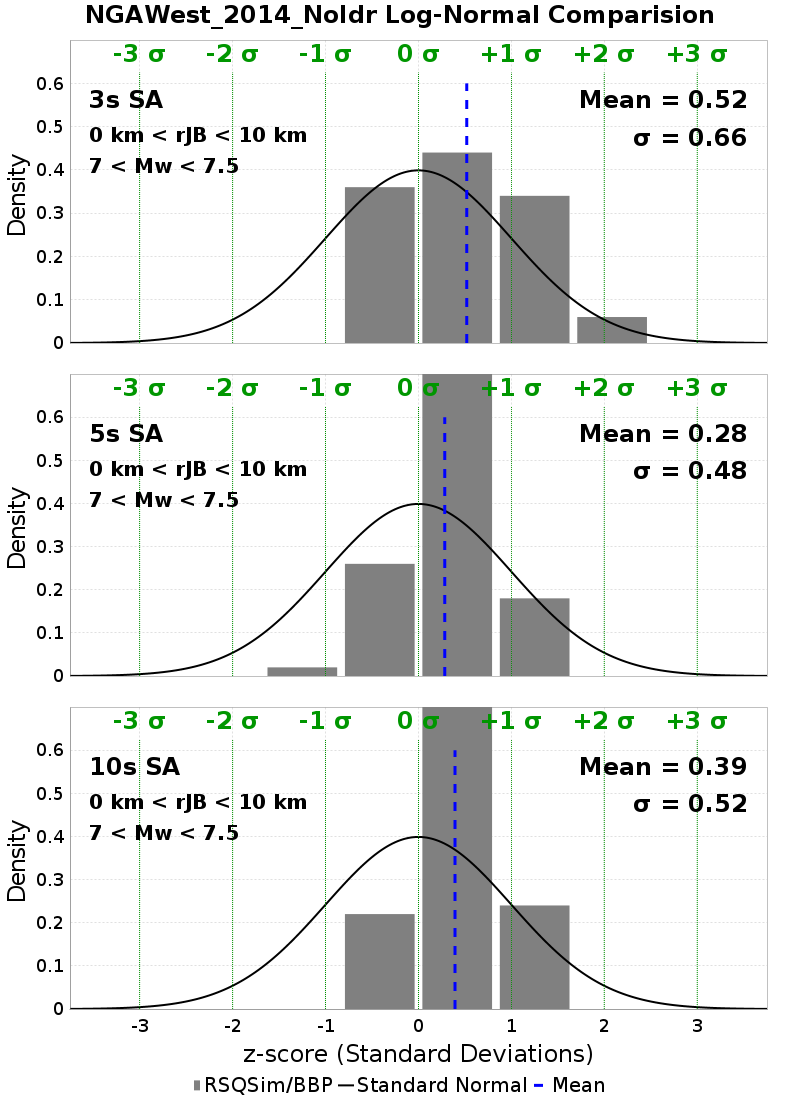 NGAWest_2014_NoIdr Log-Normal Comparision
-3 σ -2 σ -1 σ 0 σ +1 σ +2 σ +3 σ
3s SA
0 km < rJB < 10 km
7 < Mw < 7.5
Mean = 0.52
σ = 0.66
Density
0.6
0.5
0.4
0.3
0.2
0.1
0
-3 σ -2 σ -1 σ 0 σ +1 σ +2 σ +3 σ
5s SA
0 km < rJB < 10 km
7 < Mw < 7.5
Mean = 0.28
σ = 0.48
Density
0.6
0.5
0.4
0.3
0.2
0.1
0
-3 σ -2 σ -1 σ 0 σ +1 σ +2 σ +3 σ
10s SA
0 km < rJB < 10 km
7 < Mw < 7.5
Mean = 0.39
σ = 0.52
Density
0.6
0.5
0.4
0.3
0.2
0.1
0
-3 -2 -1 0 1 2 3
z-score (Standard Deviations)
RSQSim/BBP Standard Normal Mean